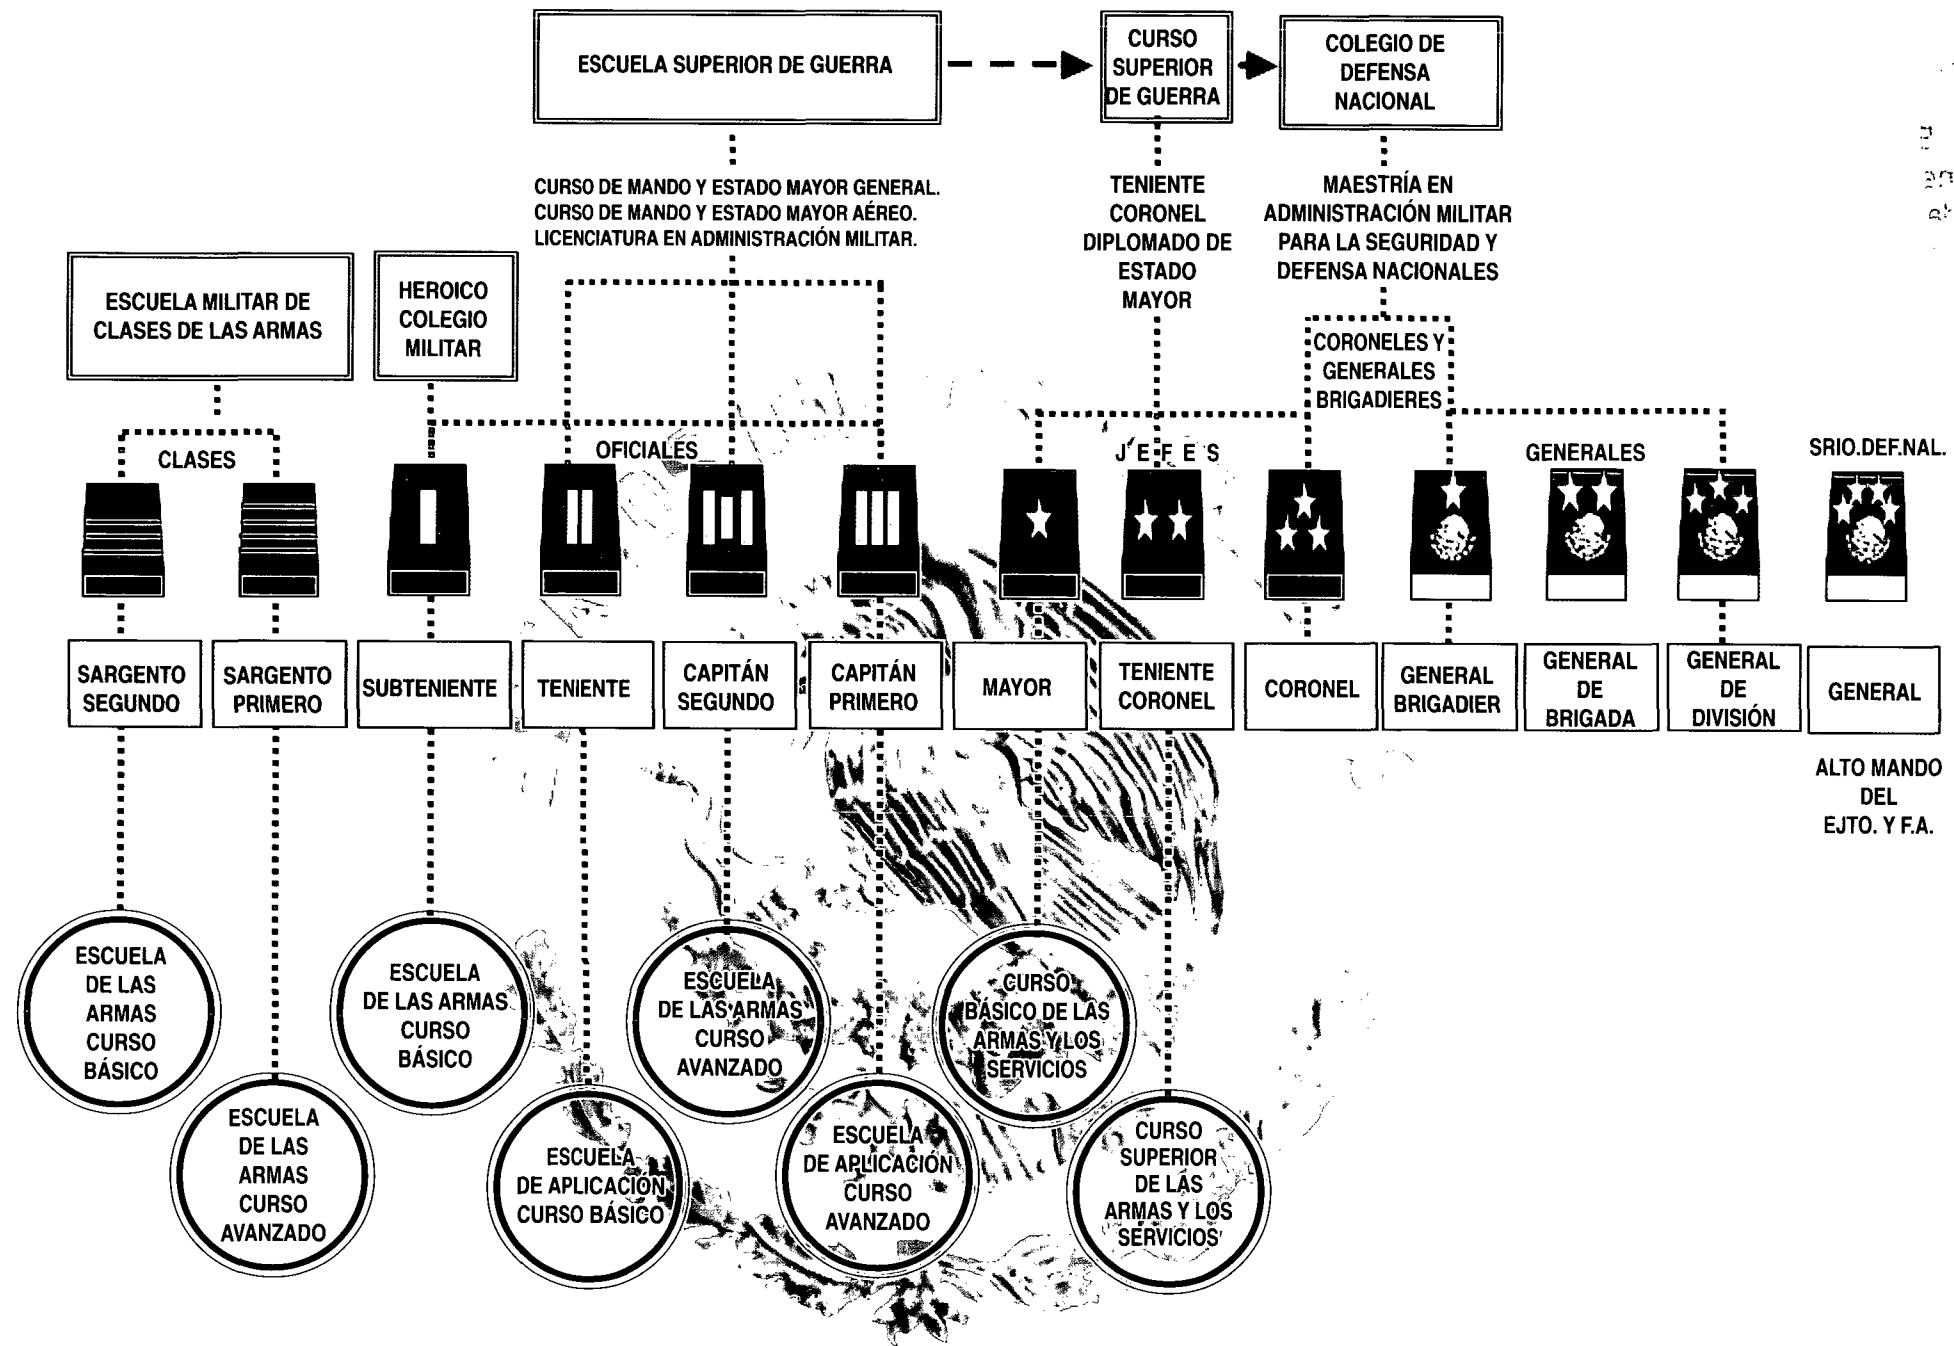 ESCUELA SUPERIOR DE GUERRA
CURSO
SUPERIOR
DE GUERRA
COLEGIO DE
DEFENSA
NACIONAL
CURSO DE MANDO Y ESTADO MAYOR GENERAL.
CURSO DE MANDO Y ESTADO MAYOR AÉREO.
LICENCIATURA EN ADMINISTRACIÓN MILITAR.
TENIENTE
CORONEL
DIPLOMADO DE
ESTADO
MAYOR
MAESTRÍA EN
ADMINISTRACIÓN MILITAR
PARA LA SEGURIDAD Y
DEFENSA NACIONALES
ESCUELA MILITAR DE
CLASES DE LAS ARMAS
HEROICO
COLEGIO
MILITAR
CORONELES Y
GENERALES
BRIGADIERES
CLASES
OFICIALES
J E F E S
GENERALES
SRIO.DEF.NAL.
SARGENTO
SEGUNDO
SARGENTO
PRIMERO
SUBTENIENTE
TENIENTE
CAPITÁN
SEGUNDO
CAPITÁN
PRIMERO
MAYOR
TENIENTE
CORONEL
CORONEL
GENERAL
BRIGADIER
GENERAL
DE
BRIGADA
GENERAL
DE
DIVISIÓN
GENERAL
ALTO MANDO
DEL
EJTO. Y F.A.
ESCUELA
DE LAS
ARMAS
CURSO
BÁSICO
ESCUELA
DE LAS
ARMAS
CURSO
AVANZADO
ESCUELA
DE LAS ARMAS
CURSO
BÁSICO
ESCUELA
DE APLICACIÓN
CURSO BÁSICO
ESCUELA
DE LAS ARMAS
CURSO
AVANZADO
ESCUELA
DE APLICACIÓN
CURSO
AVANZADO
CURSO
BÁSICO DE LAS
ARMAS Y LOS
SERVICIOS
CURSO
SUPERIOR
DE LAS
ARMAS Y LOS
SERVICIOS